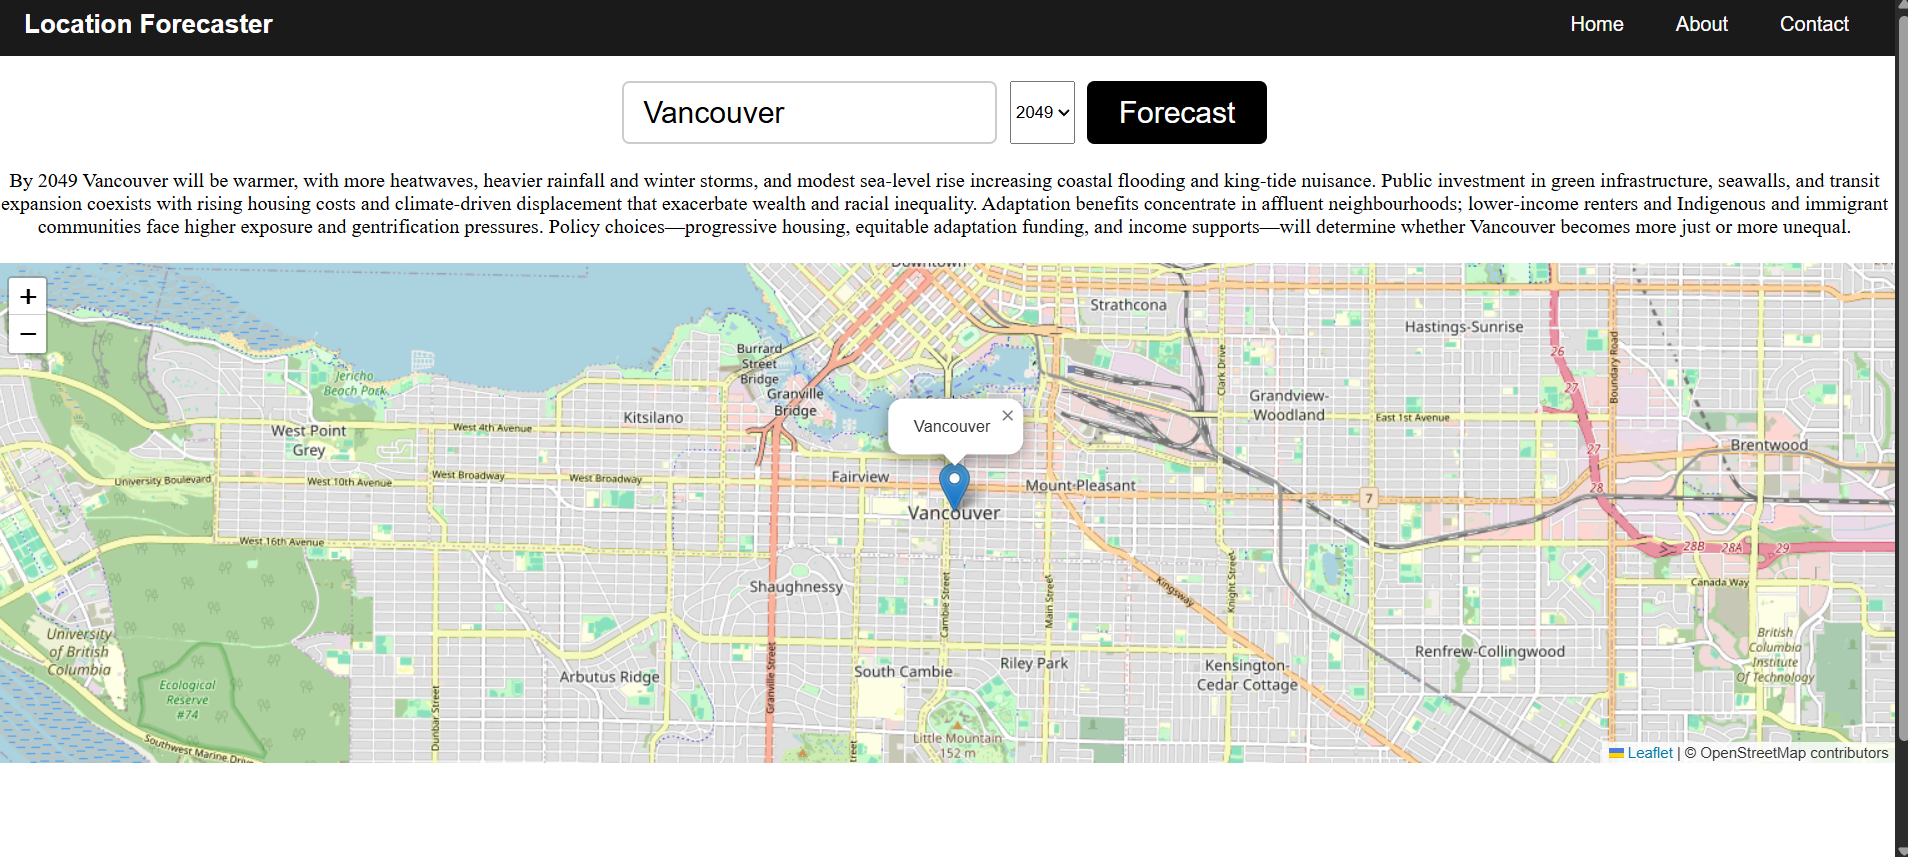 Location Forecaster
Home About Contact
Vancouver
2049
Forecast
By 2049 Vancouver will be warmer, with more heatwaves, heavier rainfall and winter storms, and modest sea-level rise increasing coastal flooding and king-tide nuisance. Public investment in green infrastructure, seawalls, and transit
expansion coexists with rising housing costs and climate-driven displacement that exacerbate wealth and racial inequality. Adaptation benefits concentrate in affluent neighbourhoods; lower-income renters and Indigenous and immigrant
communities face higher exposure and gentrification pressures. Policy choices—progressive housing, equitable adaptation funding, and income supports—will determine whether Vancouver becomes more just or more unequal.
+
−
Downtown
Strathcona
Hastings-Sunrise
Burrard
Street
Bridge
Granville
Bridge
Jericho
Beach Park
Clark Drive
Boundary Road
26
27
Grandview-
Woodland
East 1st Avenue
Kitsilano
West Point
Grey
West 4th Avenue
Vancouver
×
27
Brentwood
West Broadway
West Broadway
Fairview
Mount Pleasant
University Boulevard
West 10th Avenue
28
7
Vancouver
West 16th Avenue
28B
28A
29
Shaughnessy
Cambie Street
Main Street
Kingsway
Knight Street
Canada Way
University
of British
Columbia
British
Columbia
Institute
Of Technology
Arbutus Ridge
Granville Street
South Cambie
Riley Park
Kensington-
Cedar Cottage
Renfrew-Collingwood
Ecological
Reserve
#74
Dunbar Street
Southwest Marine Drive
Little Mountain
152 m
Leaflet | © OpenStreetMap contributors